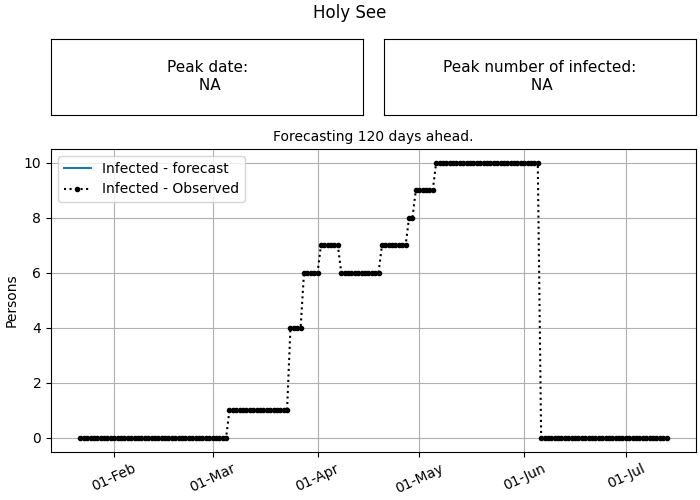 Holy See
Peak date:
NA
Peak number of infected:
NA
Forecasting 120 days ahead.
Infected - forecast
Infected - Observed
Persons
10
8
6
4
2
0
01-Feb
01-Mar
01-Apr
01-May
01-Jun
01-Jul